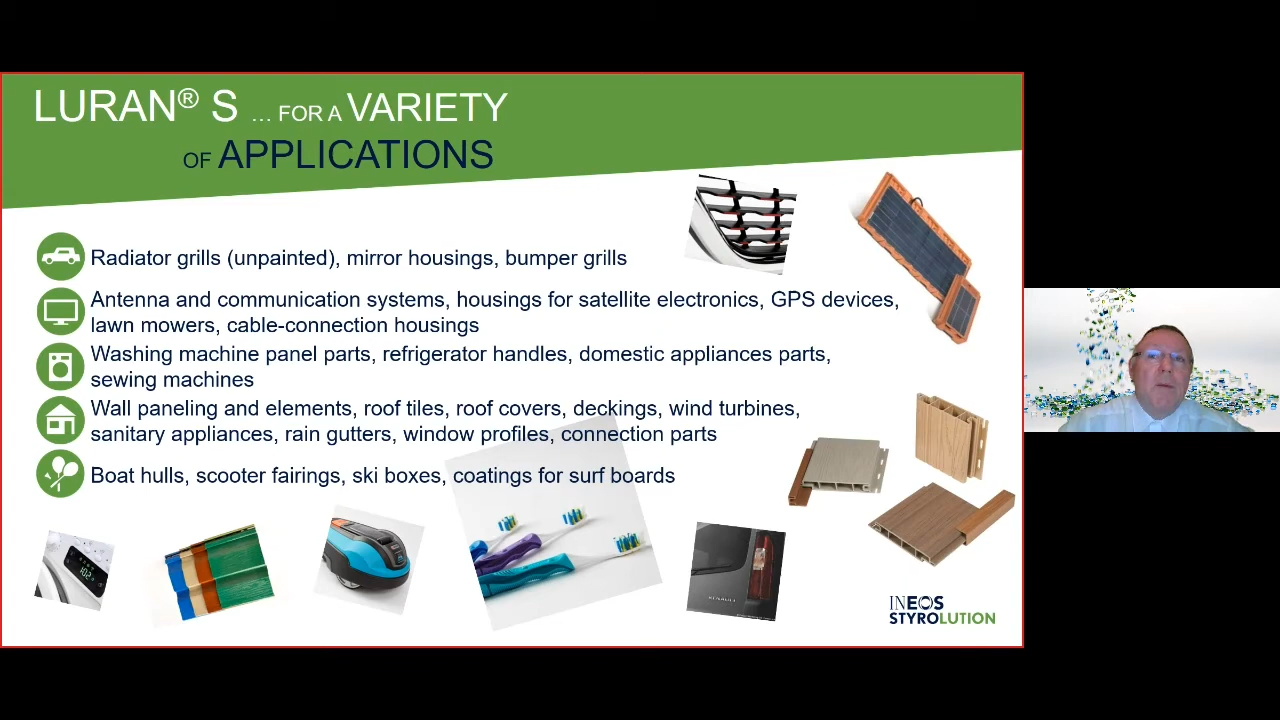 LURAN® S ... FOR A VARIETY
OF APPLICATIONS
Radiator grills (unpainted), mirror housings, bumper grills
Antenna and communication systems, housings for satellite electronics, GPS devices,
lawn mowers, cable-connection housings
Washing machine panel parts, refrigerator handles, domestic appliances parts,
sewing machines
Wall paneling and elements, roof tiles, roof covers, deckings, wind turbines,
sanitary appliances, rain gutters, window profiles, connection parts
Boat hulls, scooter fairings, ski boxes, coatings for surf boards
RENAULT
INEOS
STYROLUTION